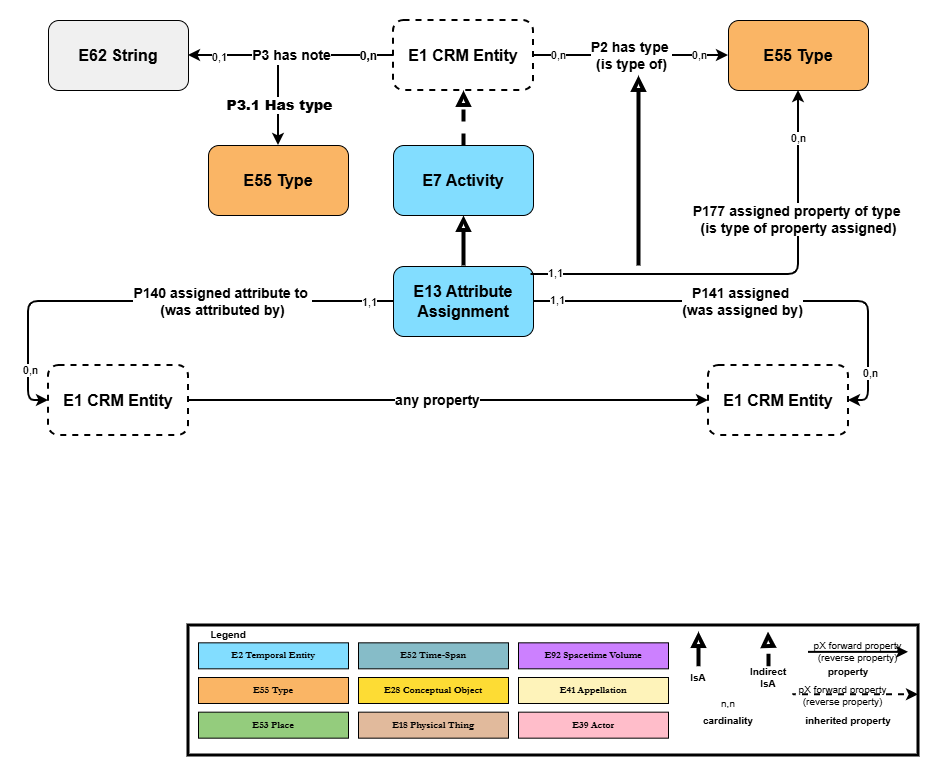 E62 String
0,1
P3 has note
0,n
E1 CRM Entity
0,n
P2 has type
(is type of)
0,n
E55 Type
P3.1 Has type
E55 Type
E7 Activity
0,n
P177 assigned property of type
(is type of property assigned)
E13 Attribute
Assignment
1,1
P140 assigned attribute to
(was attributed by)
1,1
1,1
P141 assigned
(was assigned by)
0,n
0,n
E1 CRM Entity
any property
E1 CRM Entity
Legend
E2 Temporal Entity
E52 Time-Span
E92 Spacetime Volume
E55 Type
E28 Conceptual Object
E41 Appellation
E53 Place
E18 Physical Thing
E39 Actor
IsA
Indirect
IsA
n,n
cardinality
pX forward property
(reverse property)
property
pX forward property
(reverse property)
inherited property